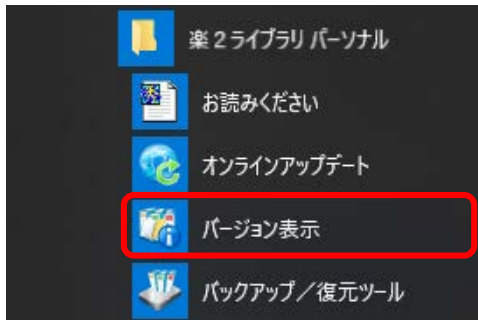 楽2ライブラリ パーソナル
お読みください
オンラインアップデート
バージョン表示
バックアップ／復元ツール